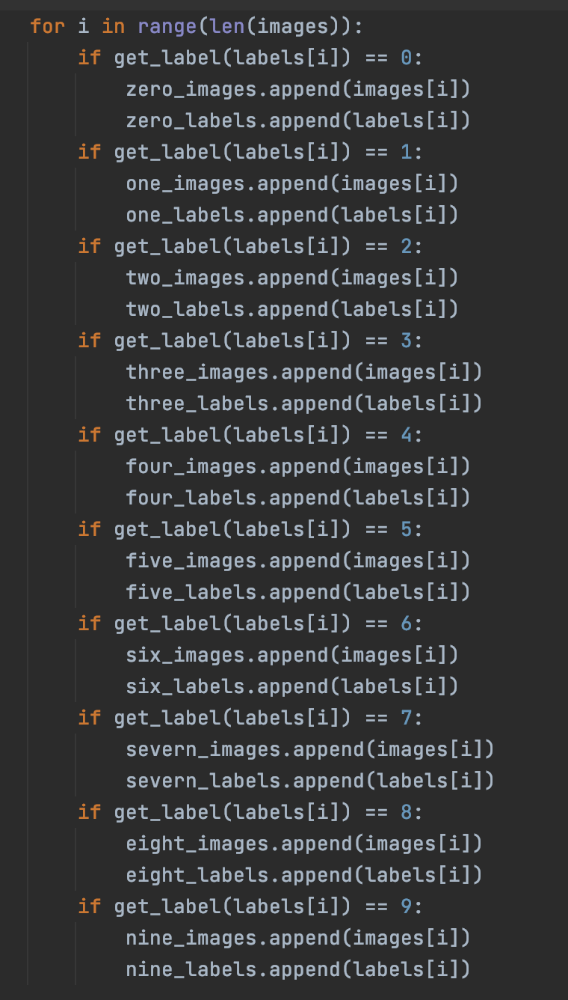 for i in range(len(images)):
    if get_label(labels[i]) == 0:
        zero_images.append(images[i])
        zero_labels.append(labels[i])
    if get_label(labels[i]) == 1:
        one_images.append(images[i])
        one_labels.append(labels[i])
    if get_label(labels[i]) == 2:
        two_images.append(images[i])
        two_labels.append(labels[i])
    if get_label(labels[i]) == 3:
        three_images.append(images[i])
        three_labels.append(labels[i])
    if get_label(labels[i]) == 4:
        four_images.append(images[i])
        four_labels.append(labels[i])
    if get_label(labels[i]) == 5:
        five_images.append(images[i])
        five_labels.append(labels[i])
    if get_label(labels[i]) == 6:
        six_images.append(images[i])
        six_labels.append(labels[i])
    if get_label(labels[i]) == 7:
        severn_images.append(images[i])
        severn_labels.append(labels[i])
    if get_label(labels[i]) == 8:
        eight_images.append(images[i])
        eight_labels.append(labels[i])
    if get_label(labels[i]) == 9:
        nine_images.append(images[i])
        nine_labels.append(labels[i])